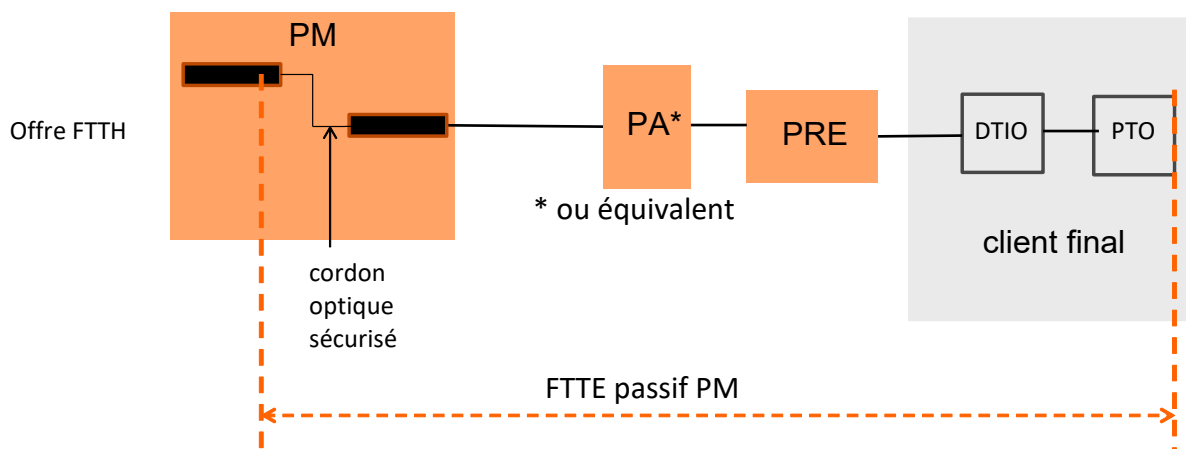 PM
Offre FTTH
PA*
PRE
DTIO
PTO
* ou équivalent
client final
cordon
optique
sécurisé
FTTE passif PM